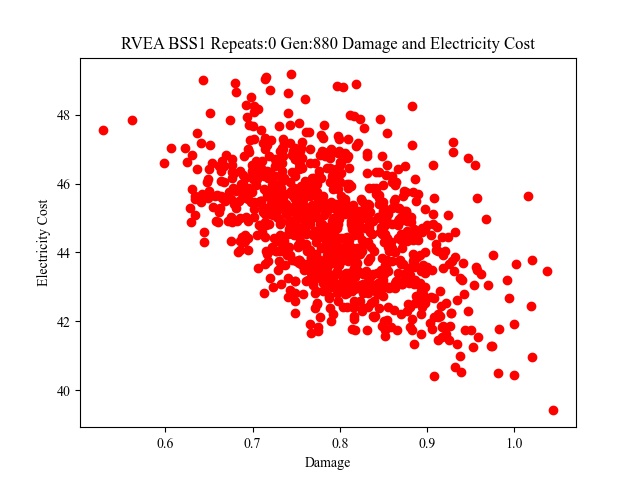 RVEA BSS1 Repeats:0 Gen:880 Damage and Electricity Cost
48
46
44
42
40
Electricity Cost
0.6 0.7 0.8 0.9 1.0
Damage